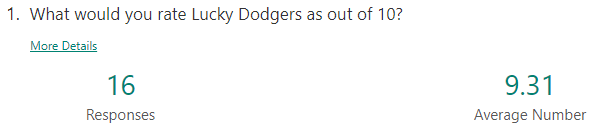 1. What would you rate Lucky Dodgers as out of 10?
More Details
16 9.31
Responses Average Number